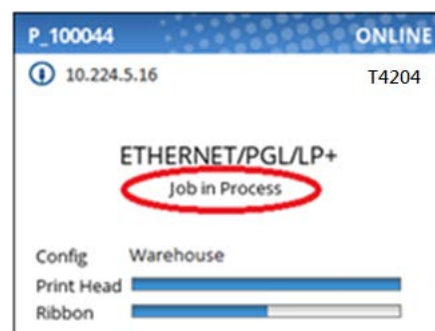 P_100044 ONLINE
10.224.5.16 T4204
ETHERNET/PGL/LP+
Job in Process
Config Warehouse
Print Head
Ribbon